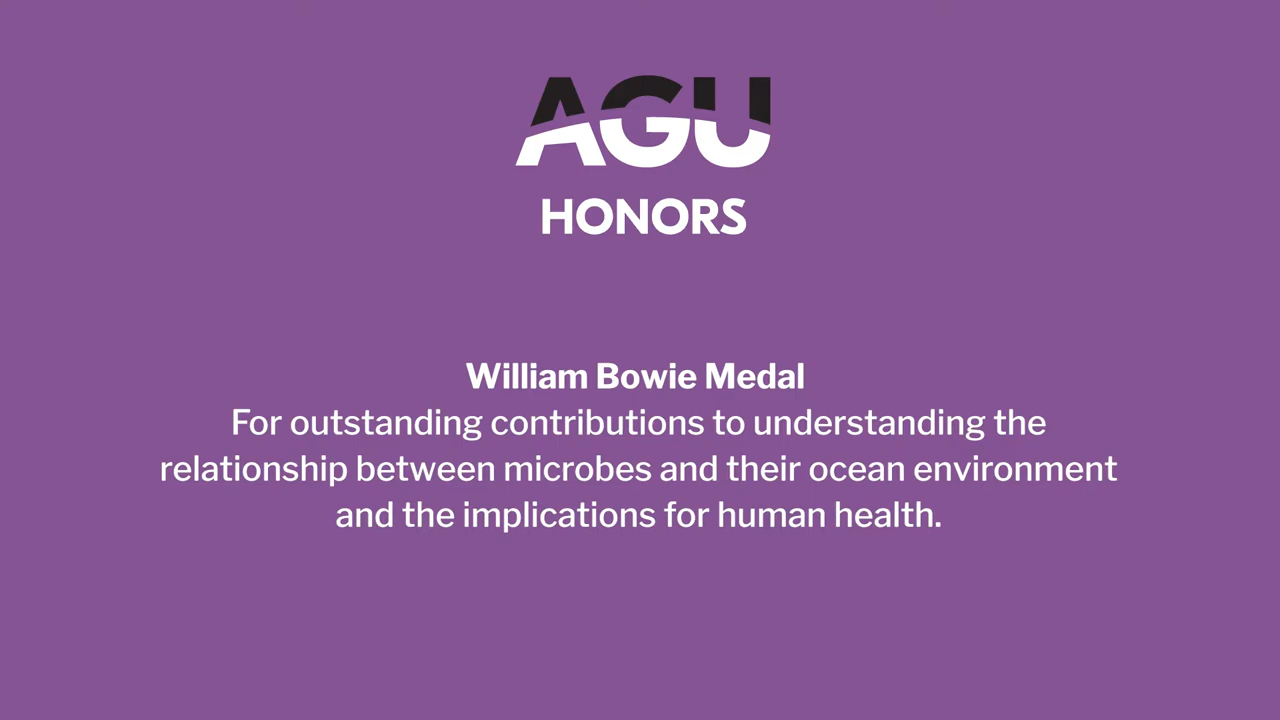 AGU
HONORS
William Bowie Medal
For outstanding contributions to understanding the
relationship between microbes and their ocean environment
and the implications for human health.